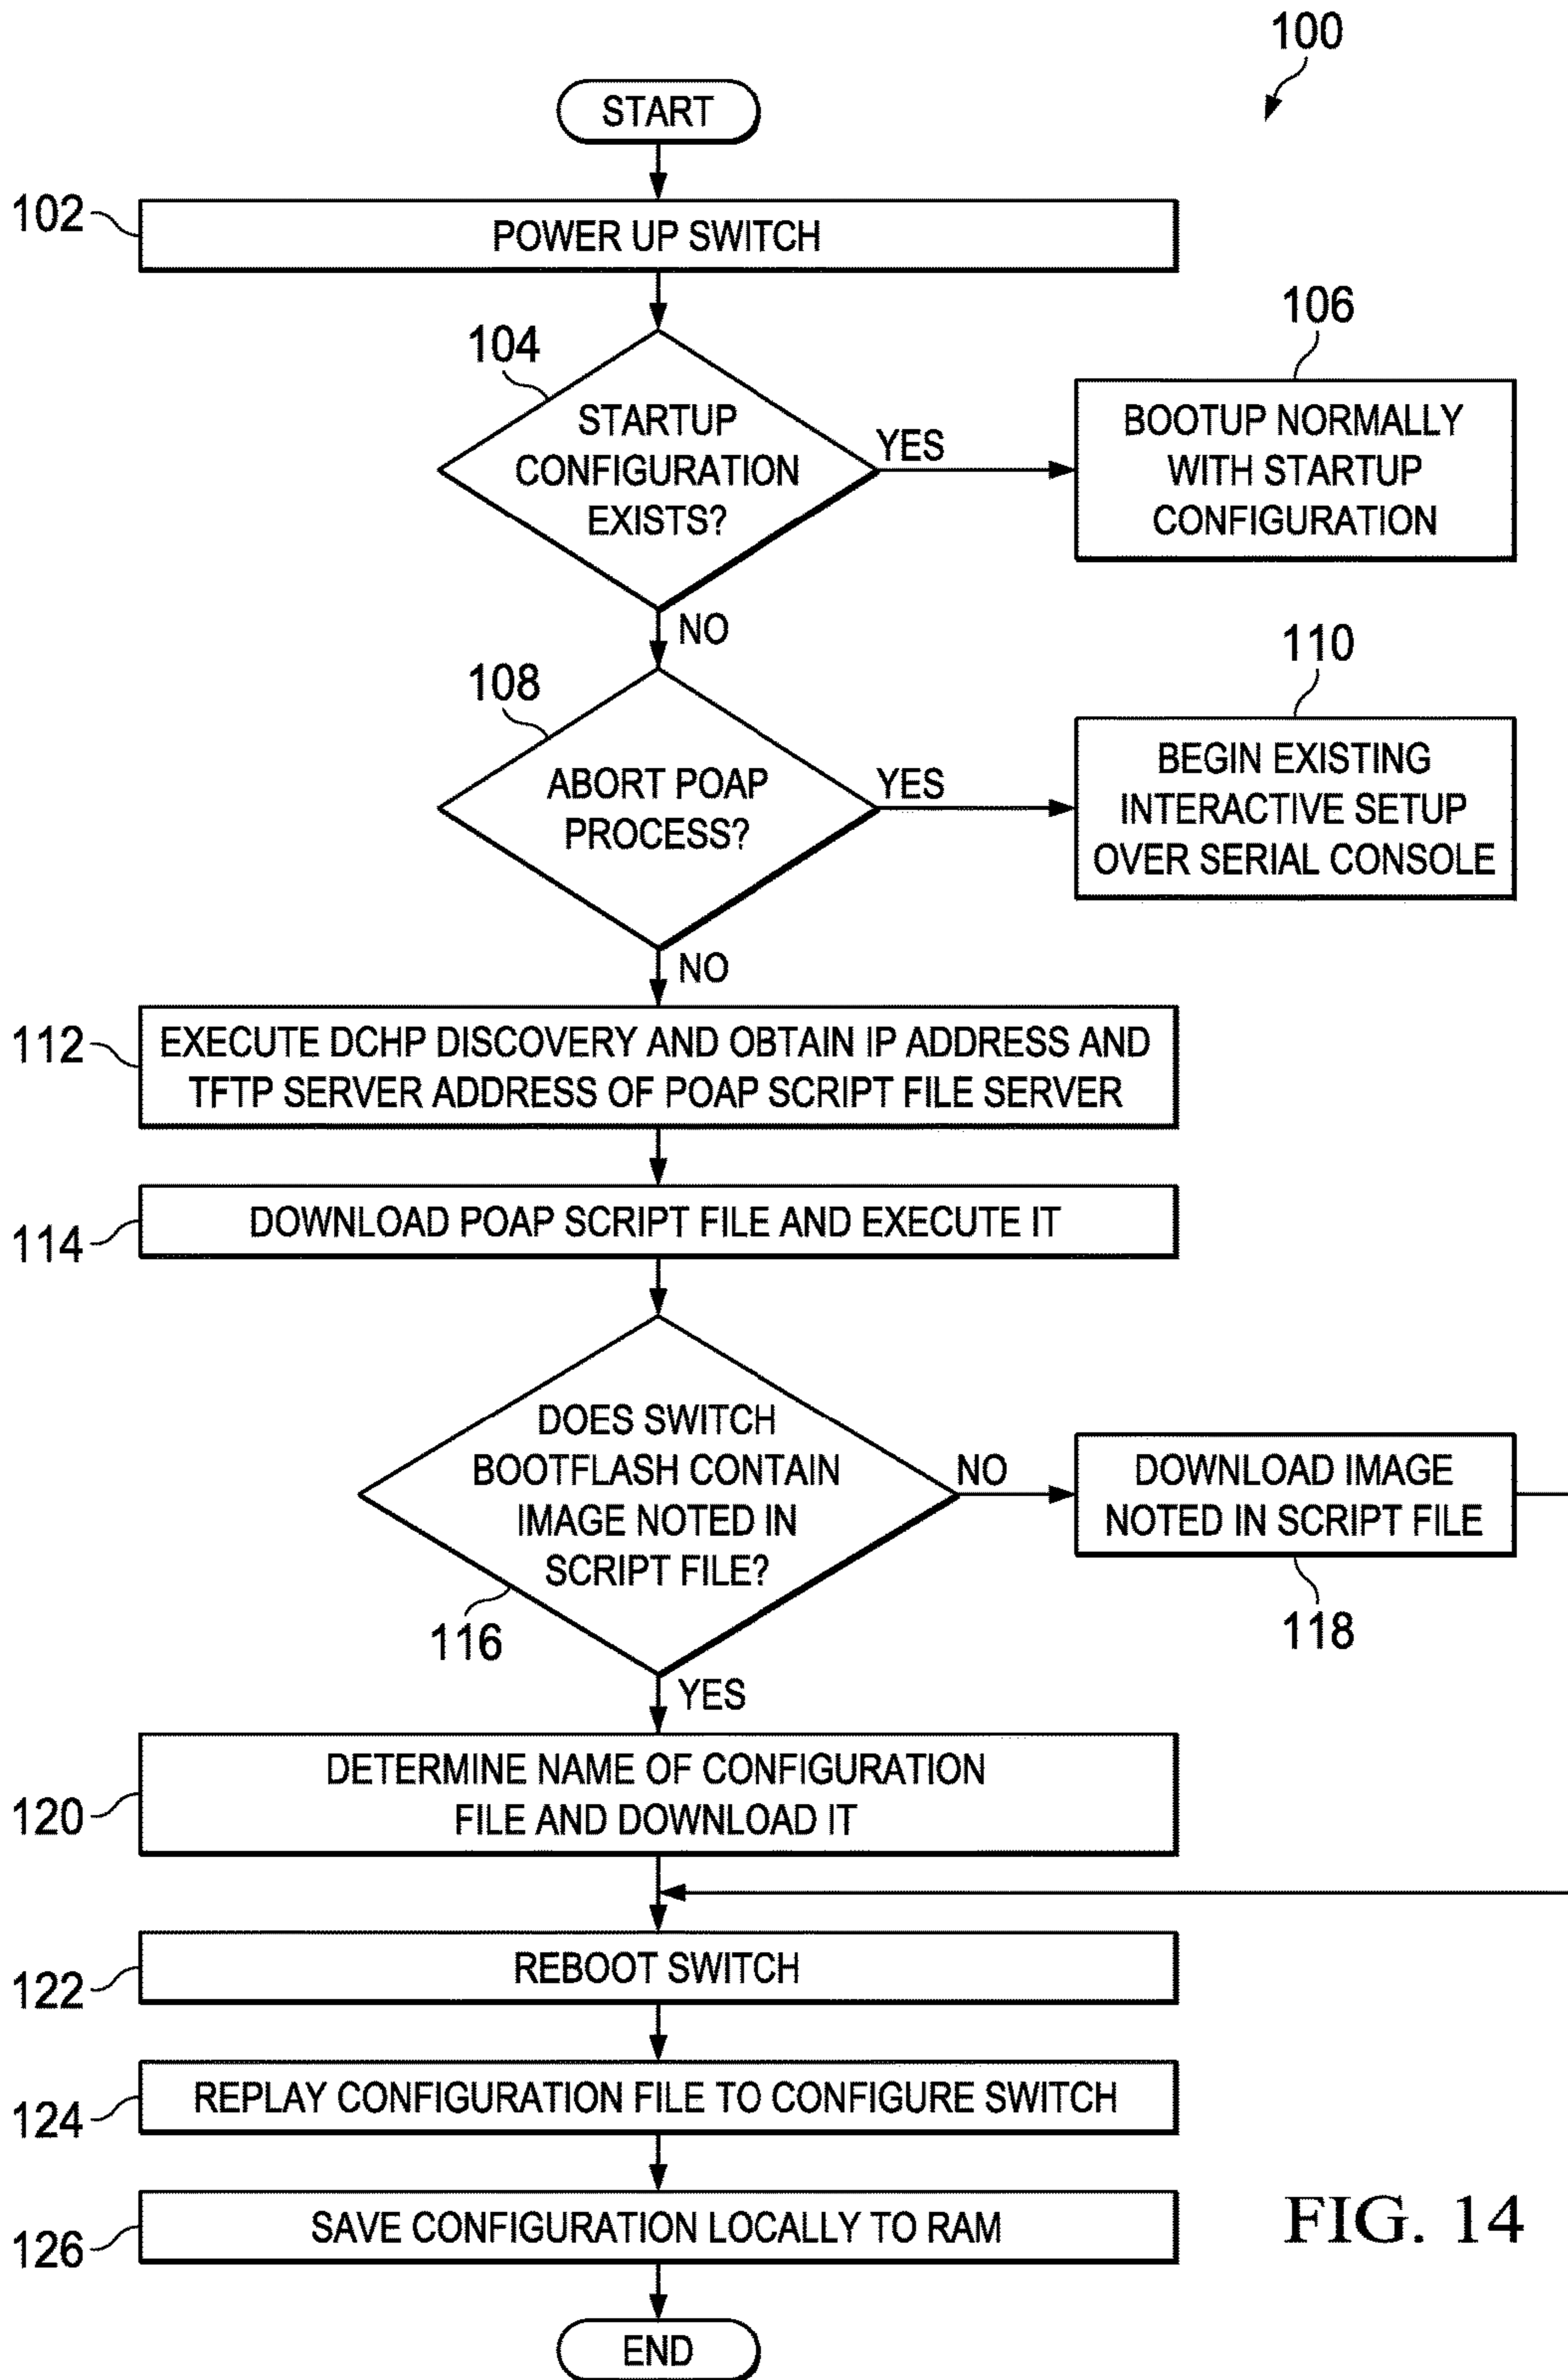 100
START
102
POWER UP SWITCH
104
STARTUP
CONFIGURATION
EXISTS?
YES
106
BOOTUP NORMALLY
WITH STARTUP
CONFIGURATION
NO
108
ABORT POAP
PROCESS?
YES
110
BEGIN EXISTING
INTERACTIVE SETUP
OVER SERIAL CONSOLE
NO
112
EXECUTE DCHP DISCOVERY AND OBTAIN IP ADDRESS AND
TFTP SERVER ADDRESS OF POAP SCRIPT FILE SERVER
114
DOWNLOAD POAP SCRIPT FILE AND EXECUTE IT
DOES SWITCH
BOOTFLASH CONTAIN
IMAGE NOTED IN
SCRIPT FILE?
116
NO
DOWNLOAD IMAGE
NOTED IN SCRIPT FILE
118
YES
120
DETERMINE NAME OF CONFIGURATION
FILE AND DOWNLOAD IT
122
REBOOT SWITCH
124
REPLAY CONFIGURATION FILE TO CONFIGURE SWITCH
126
SAVE CONFIGURATION LOCALLY TO RAM
FIG. 14
END